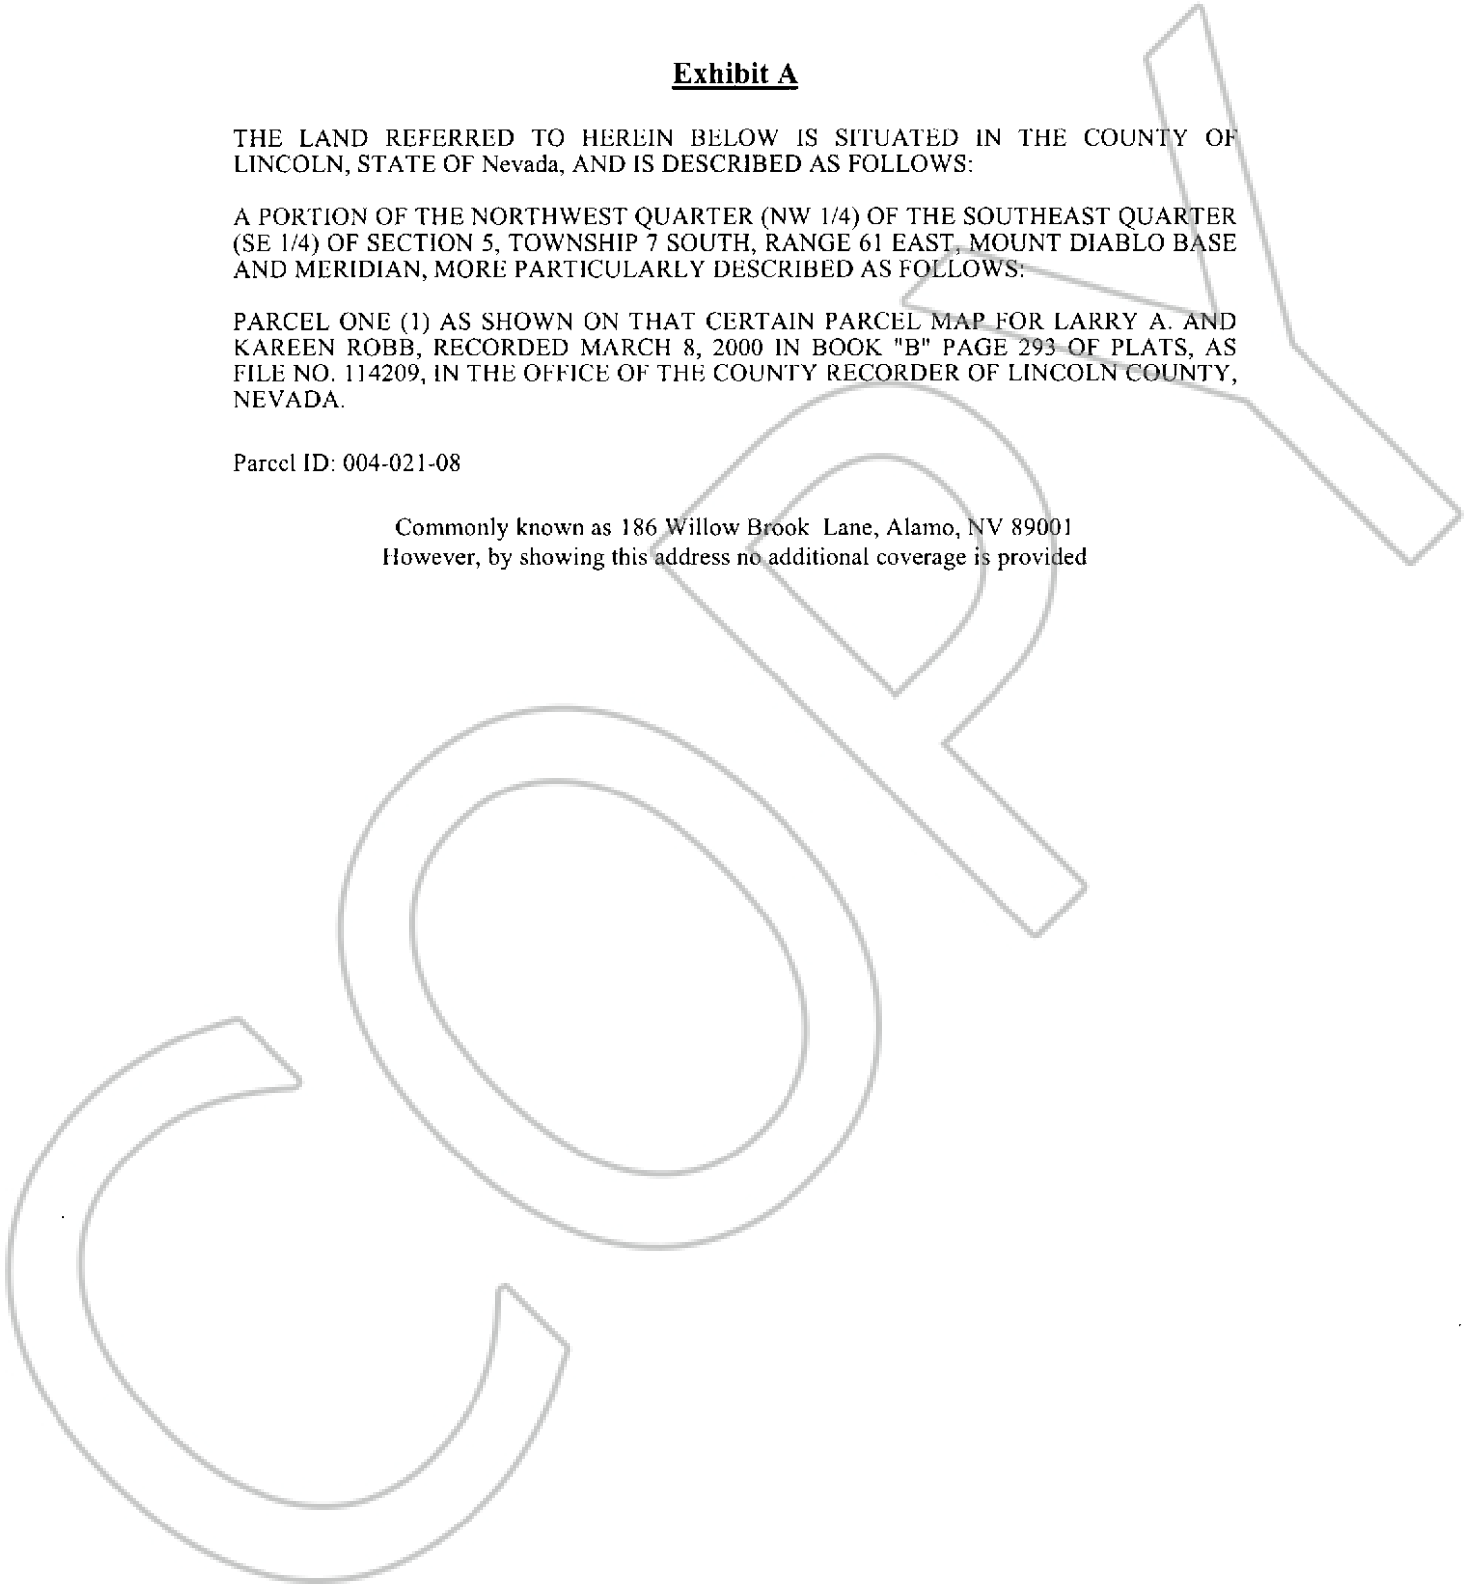 Exhibit A
THE LAND REFERRED TO HEREIN BELOW IS SITUATED IN THE COUNTY OF
LINCOLN, STATE OF Nevada, AND IS DESCRIBED AS FOLLOWS:
A PORTION OF THE NORTHWEST QUARTER (NW 1/4) OF THE SOUTHEAST QUARTER
(SE 1/4) OF SECTION 5, TOWNSHIP 7 SOUTH, RANGE 61 EAST, MOUNT DIABLO BASE
AND MERIDIAN, MORE PARTICULARLY DESCRIBED AS FOLLOWS:
PARCEL ONE (1) AS SHOWN ON THAT CERTAIN PARCEL MAP FOR LARRY A. AND
KAREEN ROBB, RECORDED MARCH 8, 2000 IN BOOK "B" PAGE 293 OF PLATS, AS
FILE NO. 114209, IN THE OFFICE OF THE COUNTY RECORDER OF LINCOLN COUNTY,
NEVADA.
Parcel ID: 004-021-08
Commonly known as 186 Willow Brook Lane, Alamo, NV 89001
However, by showing this address no additional coverage is provided
COPY